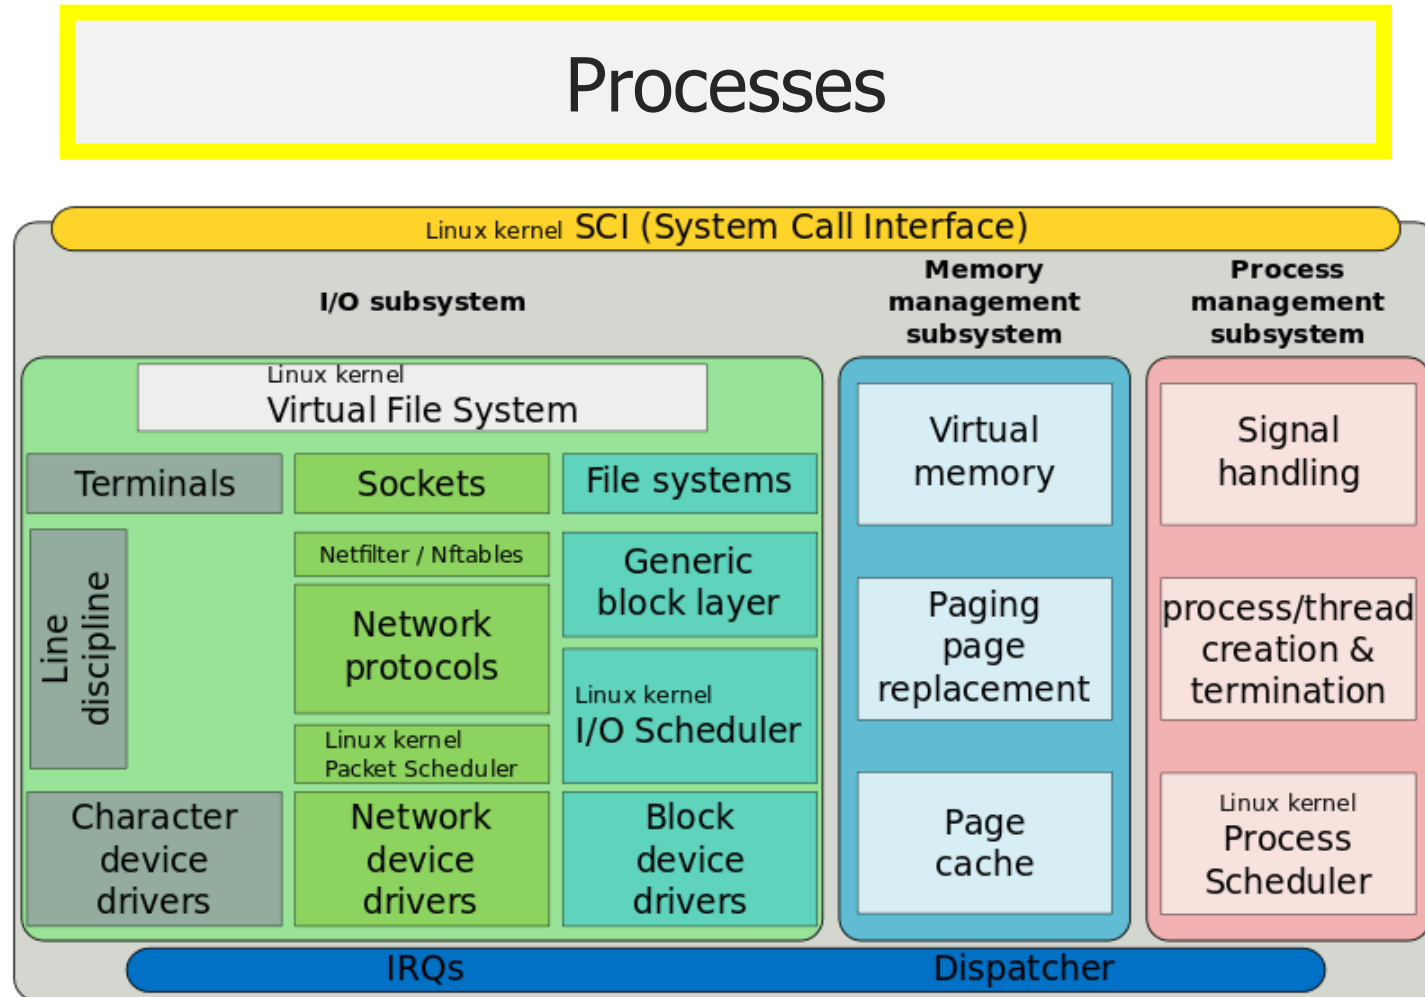 Processes
Linux kernel SCI (System Call Interface)
I/O subsystem
Memory
management
subsystem
Process
management
subsystem
Linux kernel
Virtual File System
Terminals
Sockets
File systems
Line
discipline
Netfilter / Nftables
Network
protocols
Linux kernel
Packet Scheduler
Generic
block layer
Linux kernel
I/O Scheduler
Character
device
drivers
Network
device
drivers
Block
device
drivers
Virtual
memory
Paging
page
replacement
Page
cache
Signal
handling
process/thread
creation &
termination
Linux kernel
Process
Scheduler
IRQs
Dispatcher